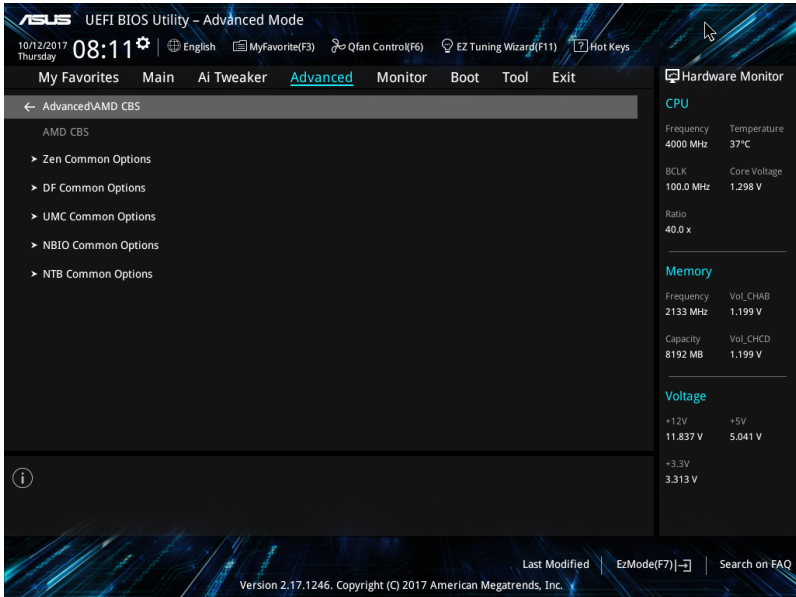 ASUS UEFI BIOS Utility – Advanced Mode
10/12/2017 Thursday 08:11 English MyFavorite(F3) Qfan Control(F6) EZ Tuning Wizard(F11) ? Hot Keys
My Favorites Main Ai Tweaker Advanced Monitor Boot Tool Exit
← Advanced\AMD CBS
AMD CBS
➤ Zen Common Options
➤ DF Common Options
➤ UMC Common Options
➤ NBIO Common Options
➤ NTB Common Options
Hardware Monitor
CPU
Frequency Temperature
4000 MHz 37°C
BCLK Core Voltage
100.0 MHz 1.298 V
Ratio
40.0 x
Memory
Frequency Vol_CHAB
2133 MHz 1.199 V
Capacity Vol_CHCD
8192 MB 1.199 V
Voltage
+12V +5V
11.837 V 5.041 V
+3.3V
3.313 V
Last Modified EzMode(F7) Search on FAQ
Version 2.17.1246. Copyright (C) 2017 American Megatrends, Inc.